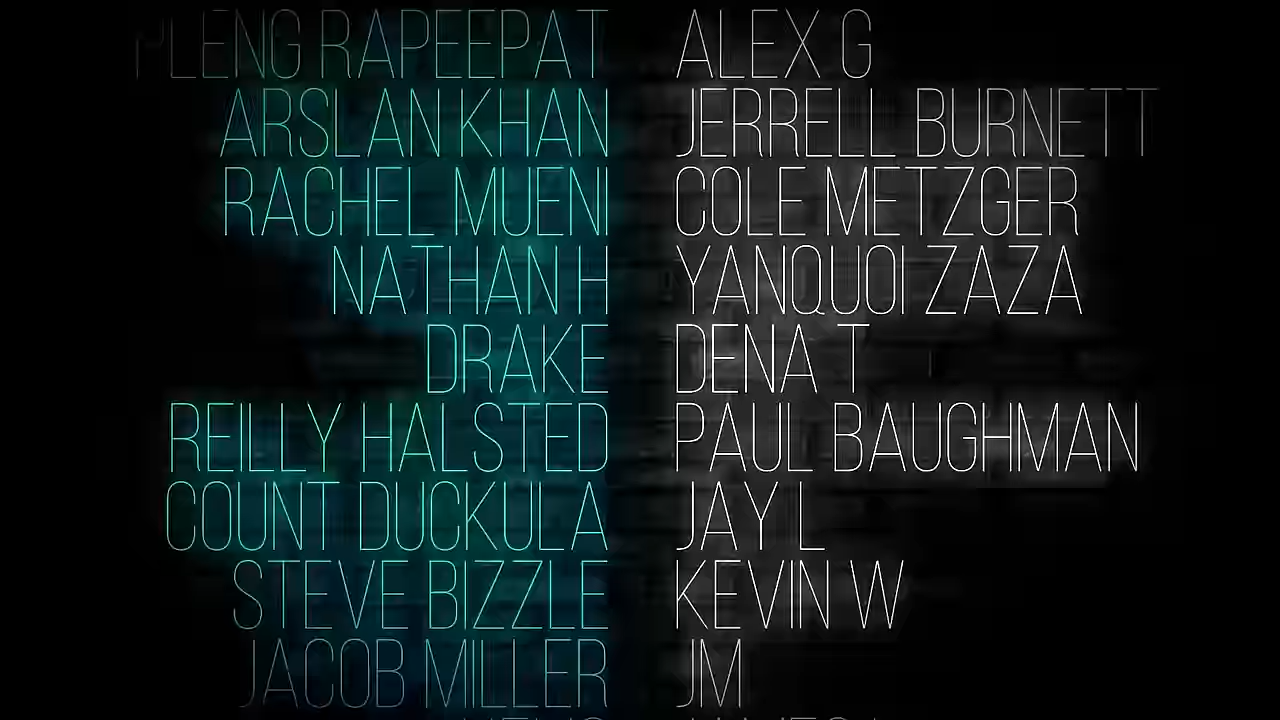 PLENG RAPEEPAT
ALEX G
ARSLAN KHAN
JERRELL BURNETT
RACHEL MUENI
COLE METZGER
NATHAN H
YANQUOI ZAZA
DRAKE
DENA T
REILLY HALSTED
PAUL BAUGHMAN
COUNT DUCKULA
JAY L
STEVE BIZZLE
KEVIN W
JACOB MILLER
JM